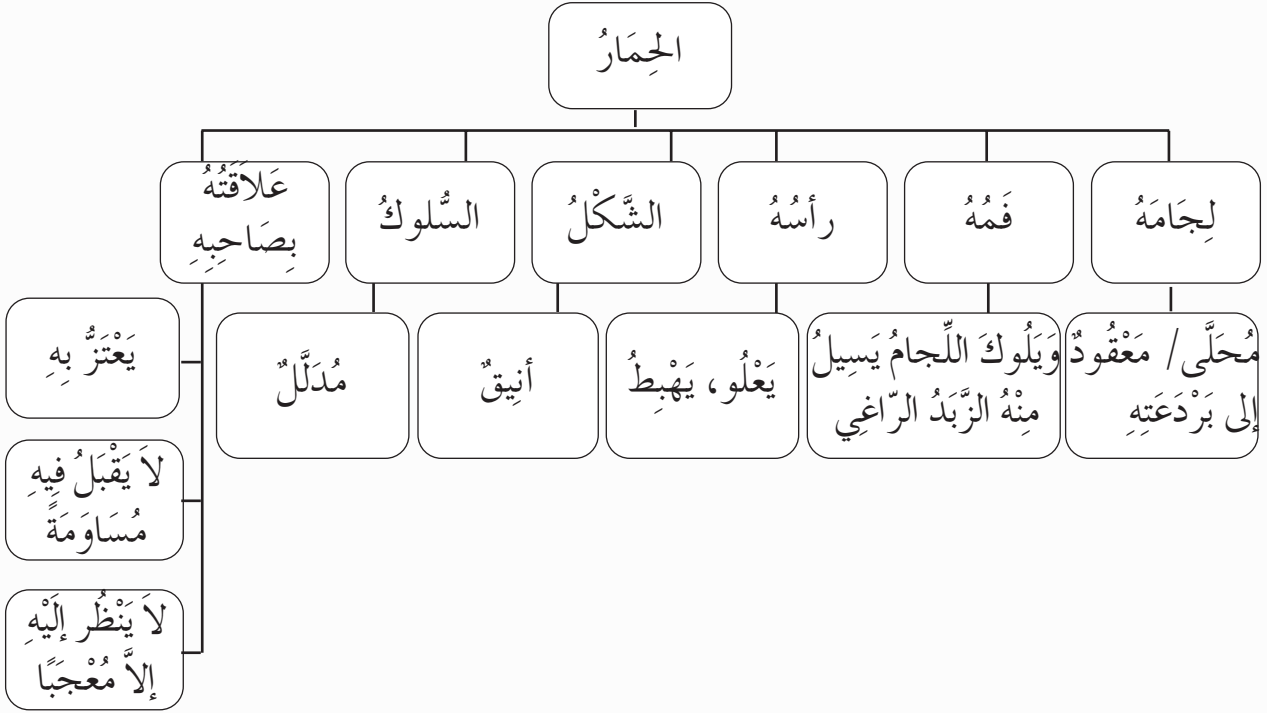 الحِمَارُ
لِجَامَهُ
فَمُهُ
رأسُهُ
الشَّكْلُ
السُّلوكُ
عَلاَقَتُهُ
بِصَاحِبِهِ
مُحَلَّى/ مَعْقُودٌ
إلى بَرْدَعَتِهِ
وَيَلُوكَ اللِّجامُ يَسِيلُ
مِنْهُ الزَّبَدُ الرّاغِي
يَعْلُو، يَهْبِطُ
أنِيقٌ
مُدَلَّلٌ
يَعْتَزُّ بِهِ
لاَ يَقْبَلُ فِيهِ
مُسَاوَمَةً
لاَ يَنْظُر إلَيْهِ
إلاَّ مُعْجَبًا